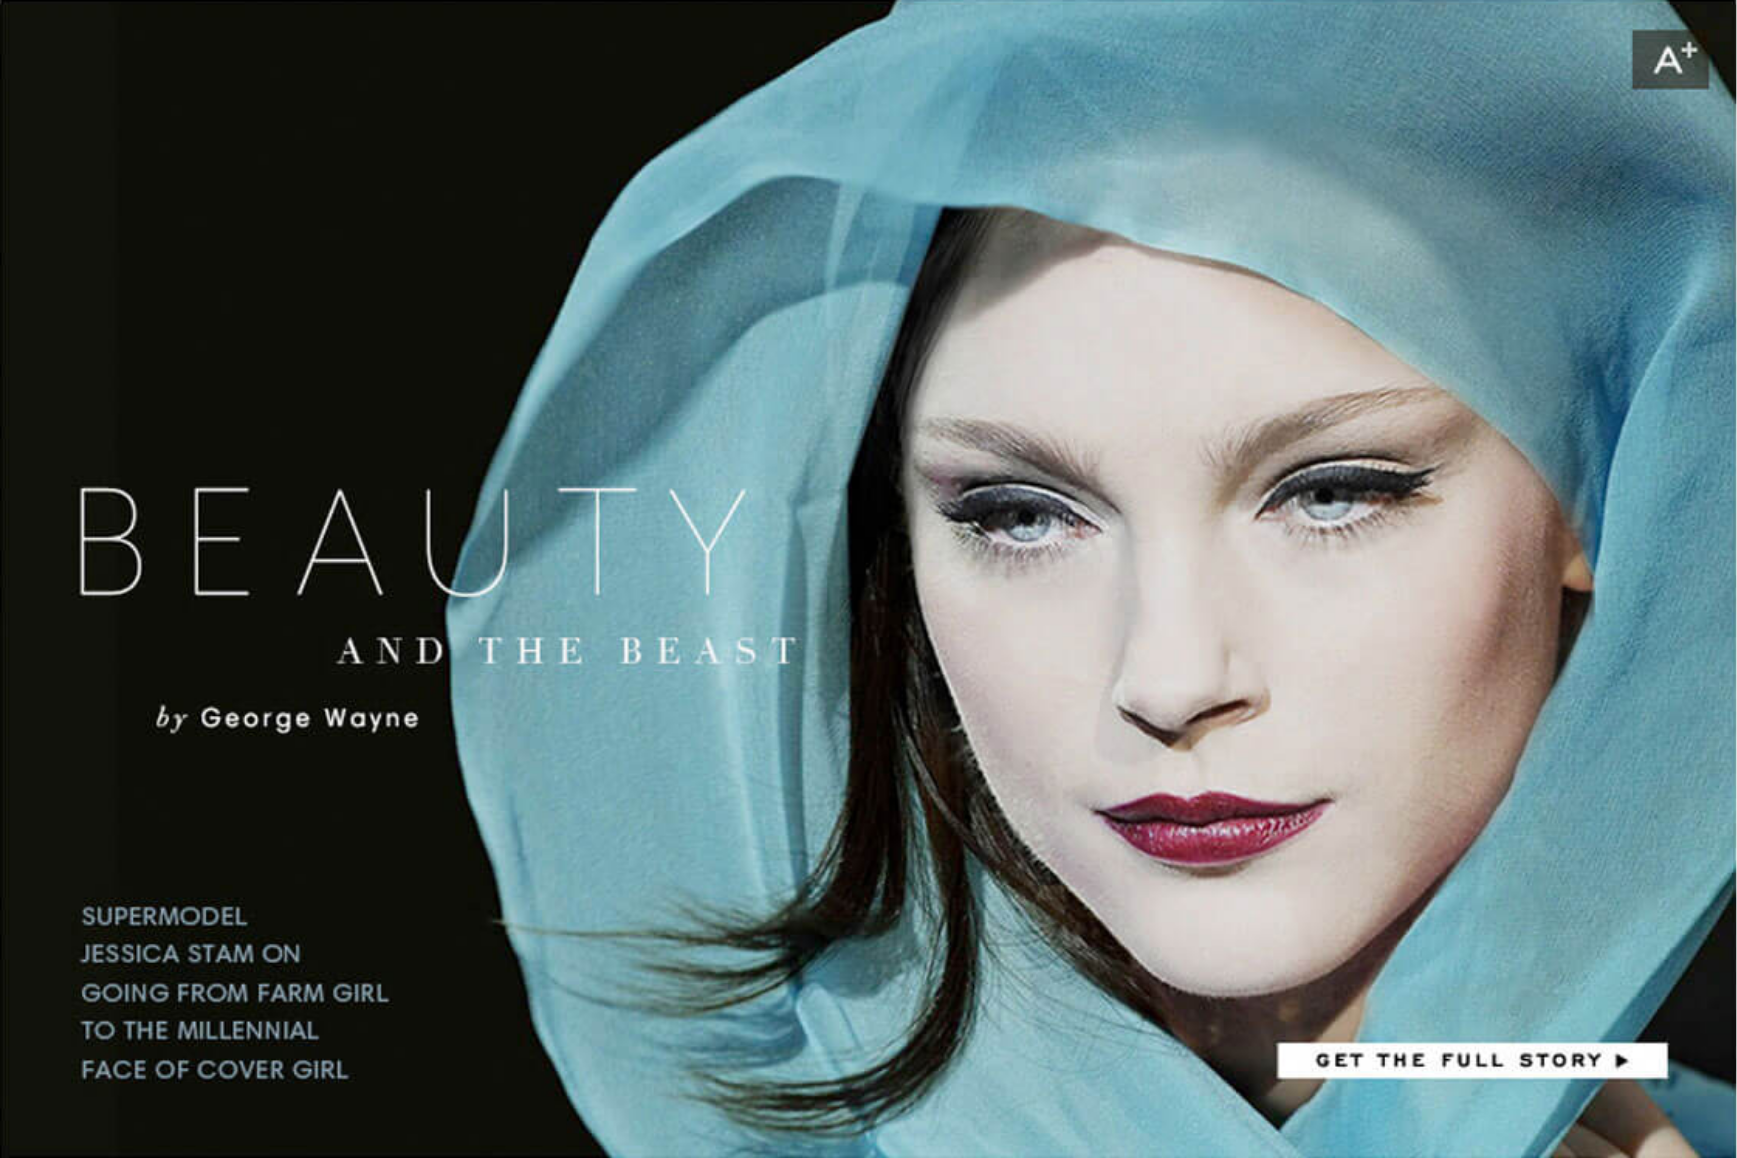 A+
BEAUTY
AND THE BEAST
by George Wayne
SUPERMODEL
JESSICA STAM ON
GOING FROM FARM GIRL
TO THE MILLENNIAL
FACE OF COVER GIRL
GET THE FULL STORY